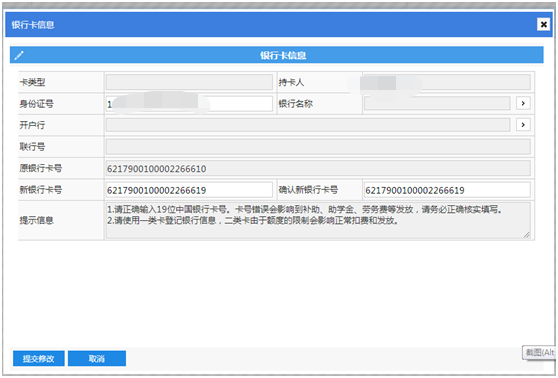 银行卡信息
银行卡信息
卡类型 持卡人
身份证号 1 银行名称
开户行
联行号
原银行卡号 6217900100002266610
新银行卡号 6217900100002266619 确认新银行卡号 6217900100002266619
提示信息 1.请正确输入19位中国银行卡号。卡号错误会影响到补助、助学金、劳务费等发放，请务必正确核实填写。
2.请使用一类卡登记银行信息，二类卡由于额度的限制会影响正常扣费和发放。
截图(Alt
提交修改 取消